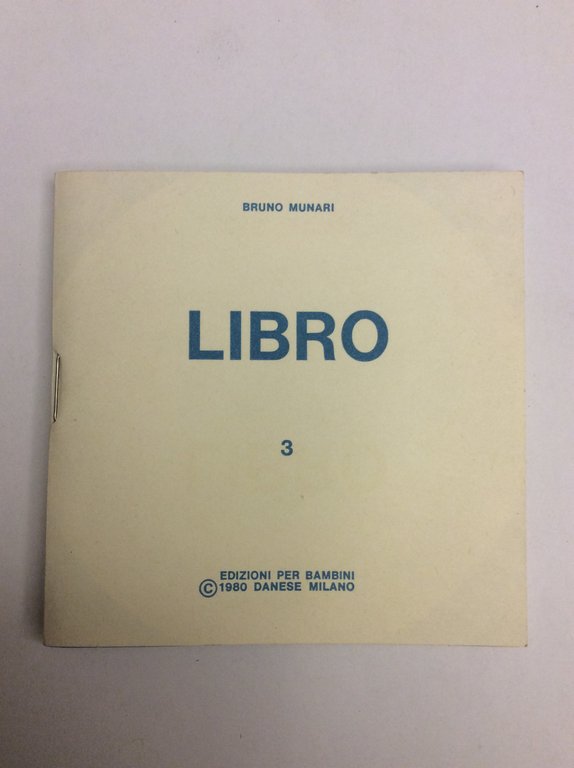 BRUNO MUNARI
LIBRO
3
EDIZIONI PER BAMBINI
© 1980 DANESE MILANO